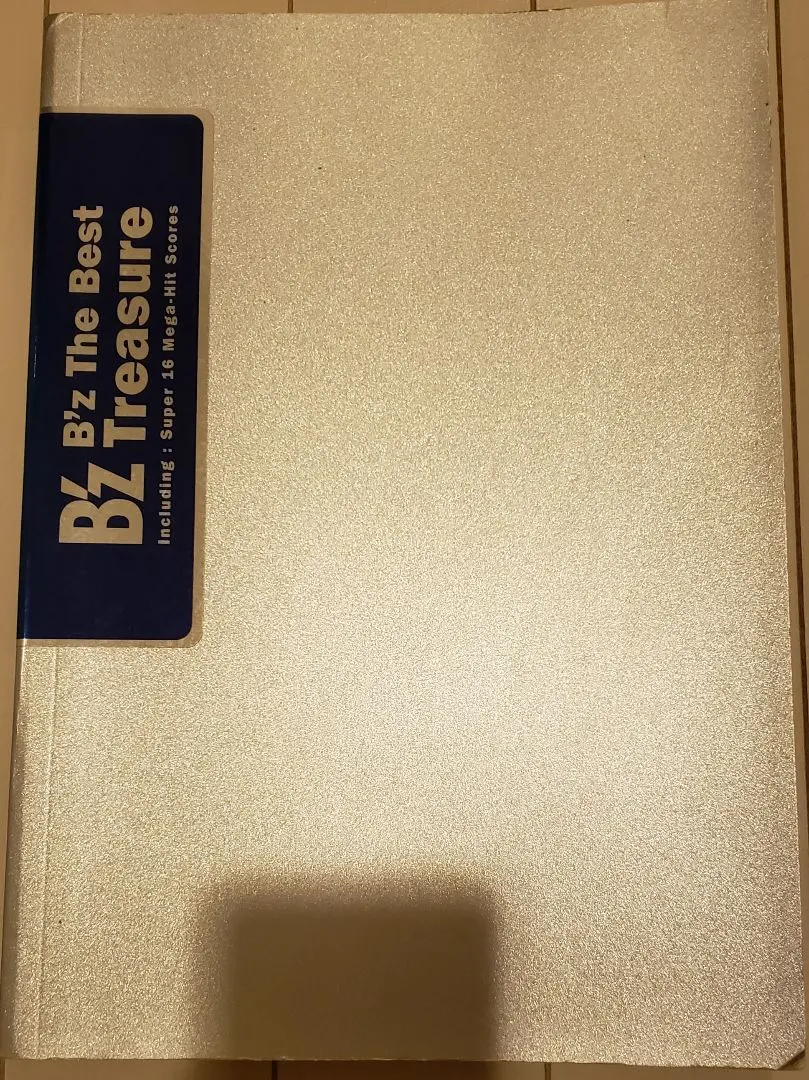 B'z B'z The Best
Treasure
Including : Super 16 Mega-Hit Scores